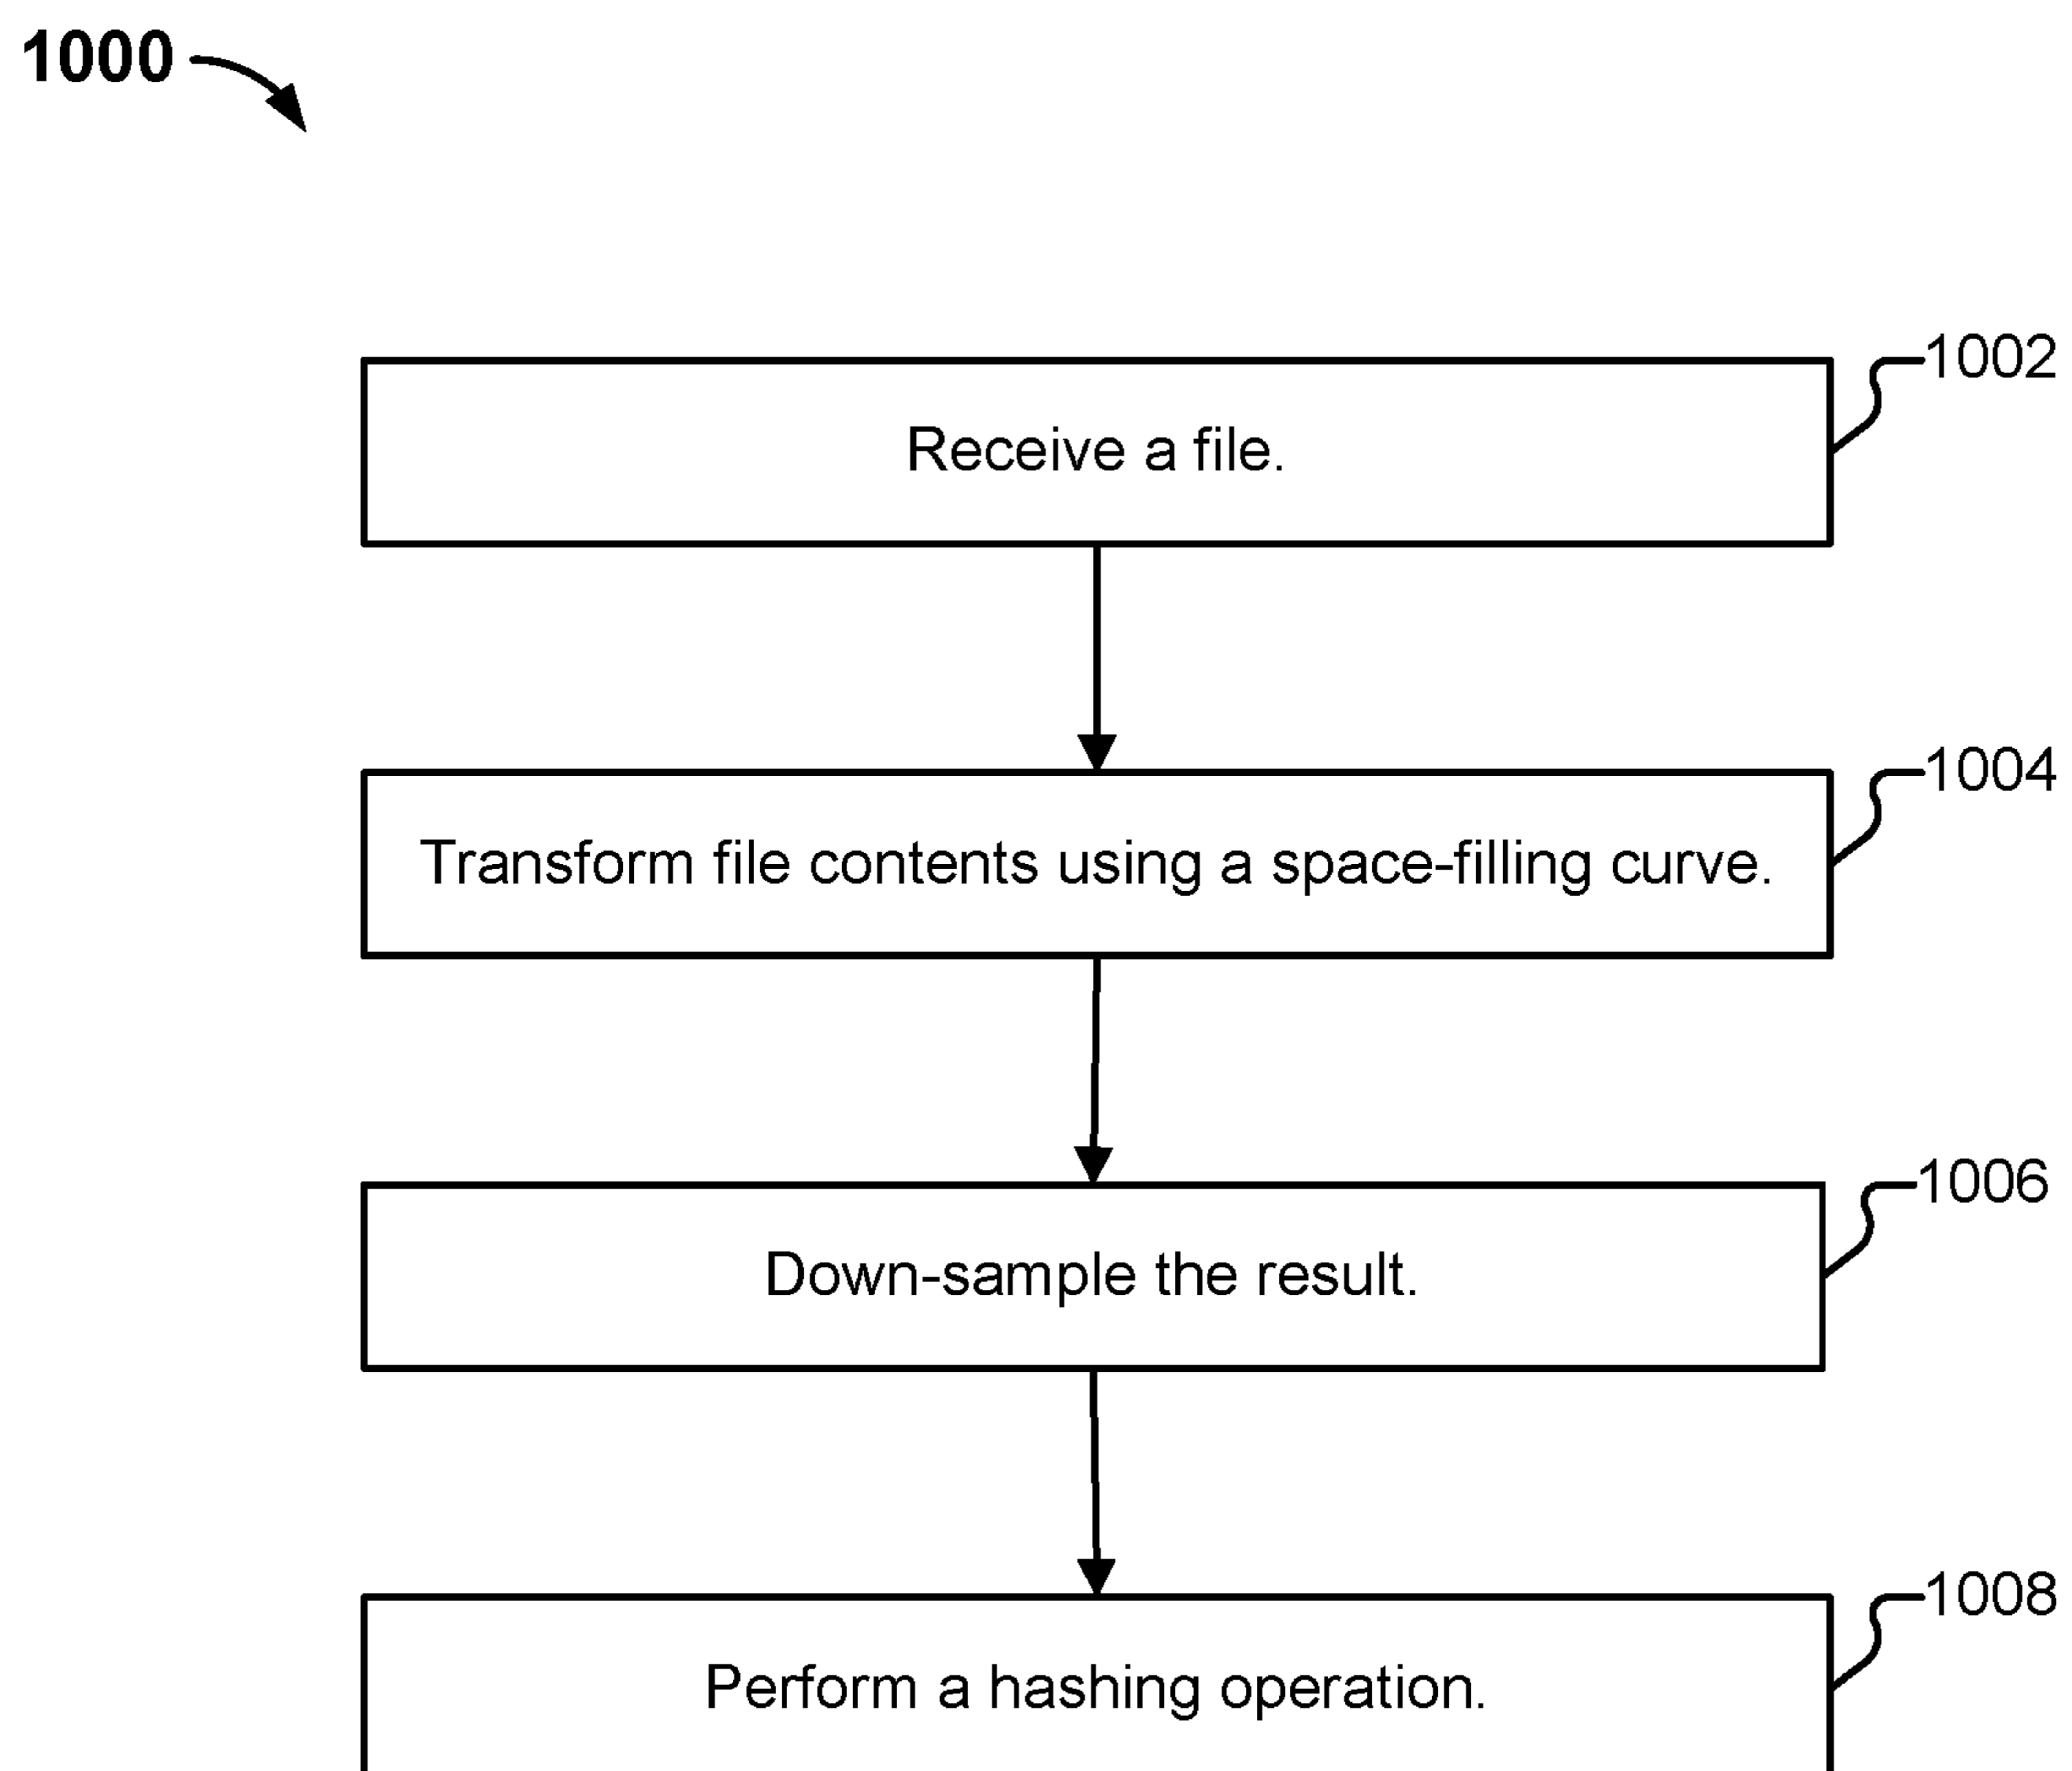 1000
1002
Receive a file.
1004
Transform file contents using a space-filling curve.
1006
Down-sample the result.
1008
Perform a hashing operation.